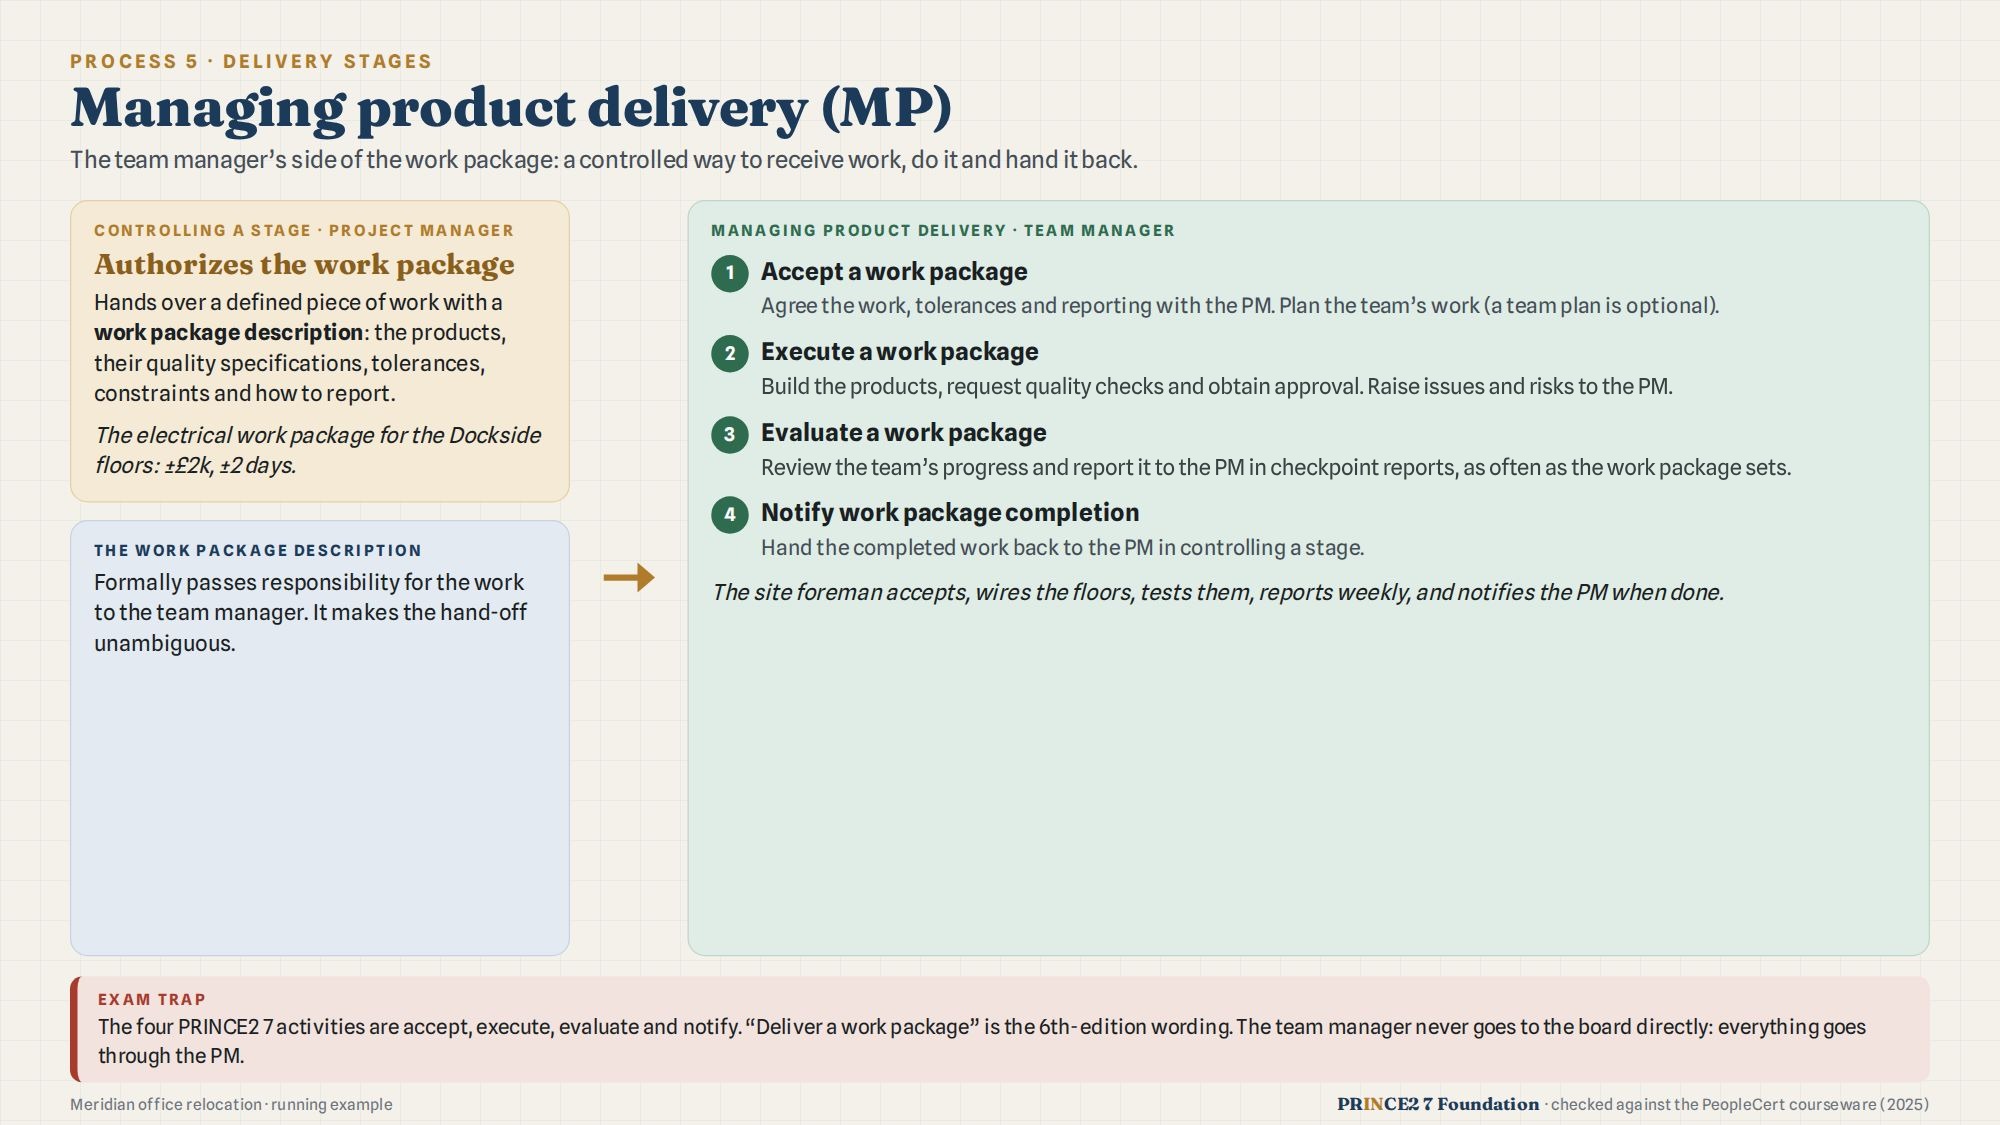 PROCESS 5 · DELIVERY STAGES
Managing product delivery (MP)
The team manager’s side of the work package: a controlled way to receive work, do it and hand it back.
CONTROLLING A STAGE · PROJECT MANAGER
Authorizes the work package
Hands over a defined piece of work with a
work package description: the products,
their quality specifications, tolerances,
constraints and how to report.
The electrical work package for the Dockside
floors: ±£2k, ±2 days.
THE WORK PACKAGE DESCRIPTION
Formally passes responsibility for the work
to the team manager. It makes the hand-off
unambiguous.
→
MANAGING PRODUCT DELIVERY · TEAM MANAGER
1 Accept a work package
Agree the work, tolerances and reporting with the PM. Plan the team’s work (a team plan is optional).
2 Execute a work package
Build the products, request quality checks and obtain approval. Raise issues and risks to the PM.
3 Evaluate a work package
Review the team’s progress and report it to the PM in checkpoint reports, as often as the work package sets.
4 Notify work package completion
Hand the completed work back to the PM in controlling a stage.
The site foreman accepts, wires the floors, tests them, reports weekly, and notifies the PM when done.
EXAM TRAP
The four PRINCE2 7 activities are accept, execute, evaluate and notify. “Deliver a work package” is the 6th-edition wording. The team manager never goes to the board directly: everything goes
through the PM.
Meridian office relocation · running example
PRINCE2 7 Foundation · checked against the PeopleCert courseware (2025)